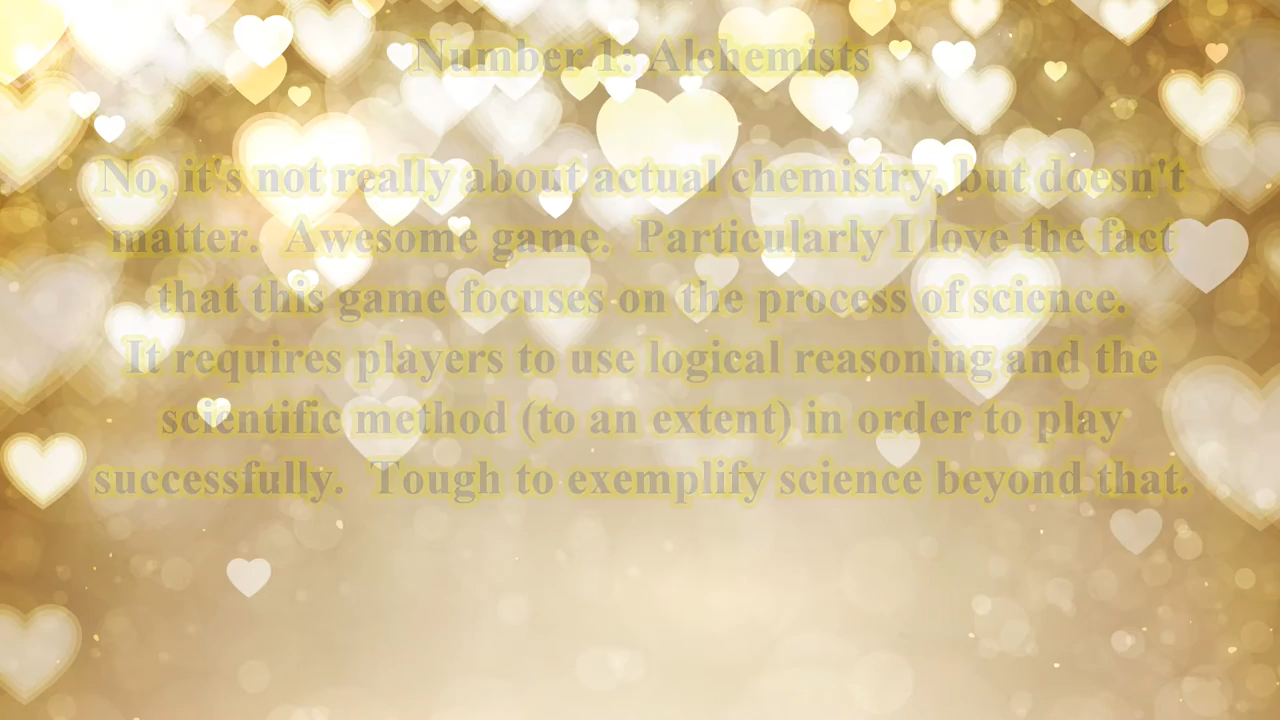 Number 1: Alchemists
No, it's not really about actual chemistry, but doesn't
matter.  Awesome game.  Particularly I love the fact
that this game focuses on the process of science.
It requires players to use logical reasoning and the
scientific method (to an extent) in order to play
successfully.  Tough to exemplify science beyond that.